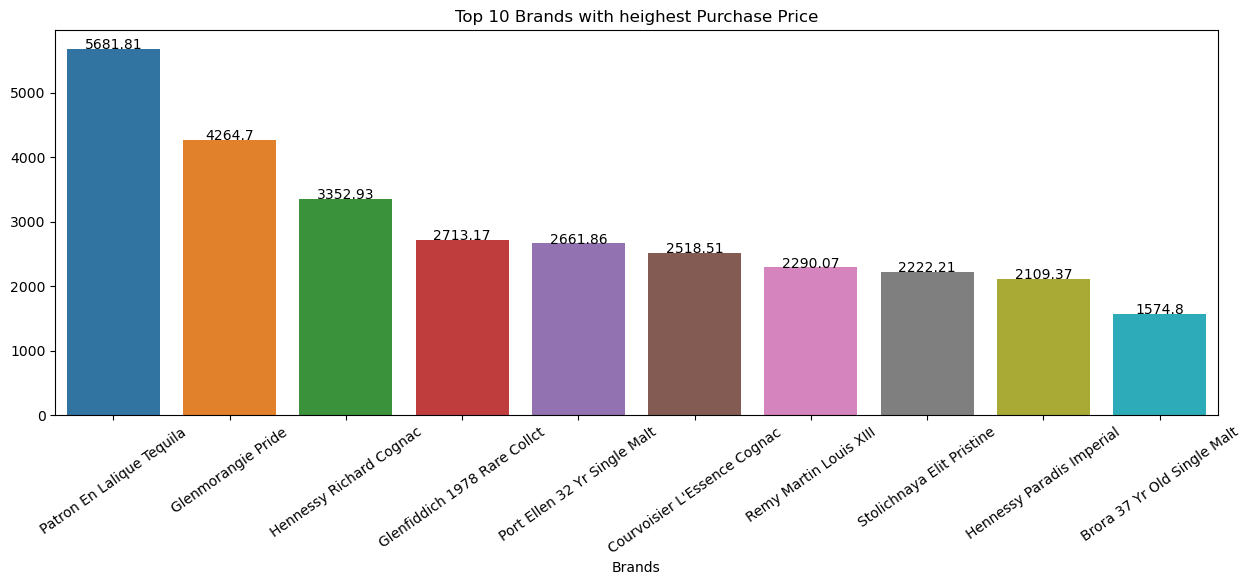 Top 10 Brands with heighest Purchase Price
5681.81
4264.7
3352.93
2713.17
2661.86
2518.51
2290.07
2222.21
2109.37
1574.8
5000
4000
3000
2000
1000
0
Patron En Lalique Tequila
Glenmorangie Pride
Hennessy Richard Cognac
Glenfiddich 1978 Rare Collct
Port Ellen 32 Yr Single Malt
Courvoisier L'Essence Cognac
Remy Martin Louis XIII
Stolichnaya Elit Pristine
Hennessy Paradis Imperial
Brora 37 Yr Old Single Malt
Brands